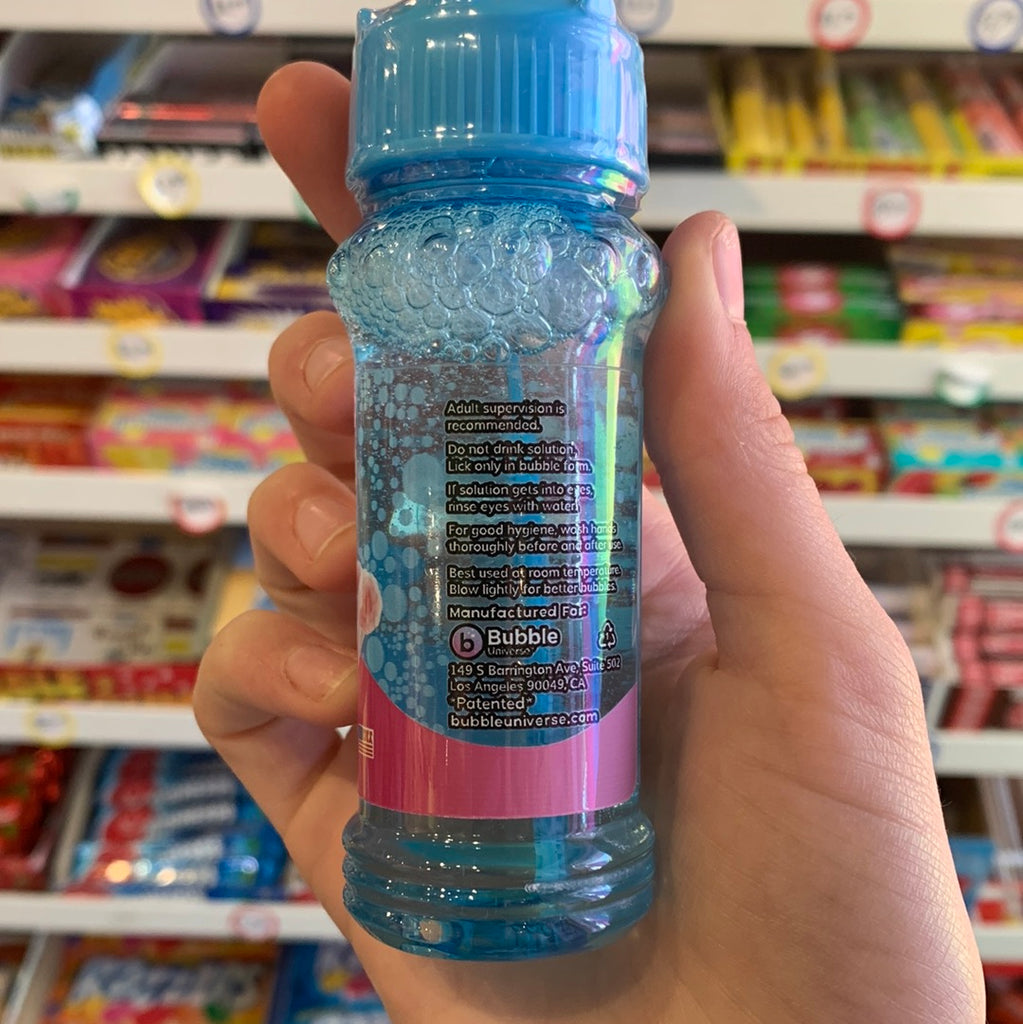 Adult supervision is
recommended.
Do not drink solution.
Lick only in bubble form.
If solution gets into eyes,
rinse eyes with water.
For good hygiene, wash hands
thoroughly before and after use
Best used at room temperature.
Blow lightly for better bubbles.
Manufactured For:
b Bubble
Universe
149 S Barrington Ave, Suite 502
Los Angeles 90049, CA
"Patented"
bubbleuniverse.com